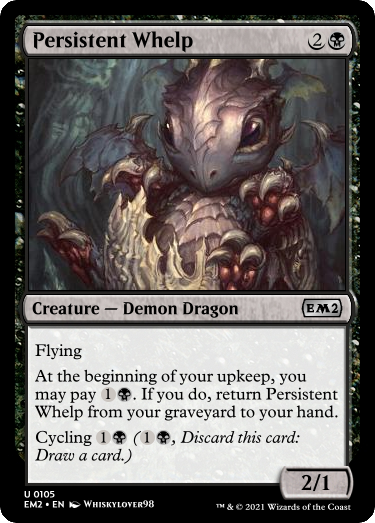 Persistent Whelp 2
Creature — Demon Dragon EM2
Flying
At the beginning of your upkeep, you
may pay 1. If you do, return Persistent
Whelp from your graveyard to your hand.
Cycling 1 (1, Discard this card:
Draw a card.)
2/1
U 0105
EM2 • EN Whiskylover98
™ & © 2021 Wizards of the Coast